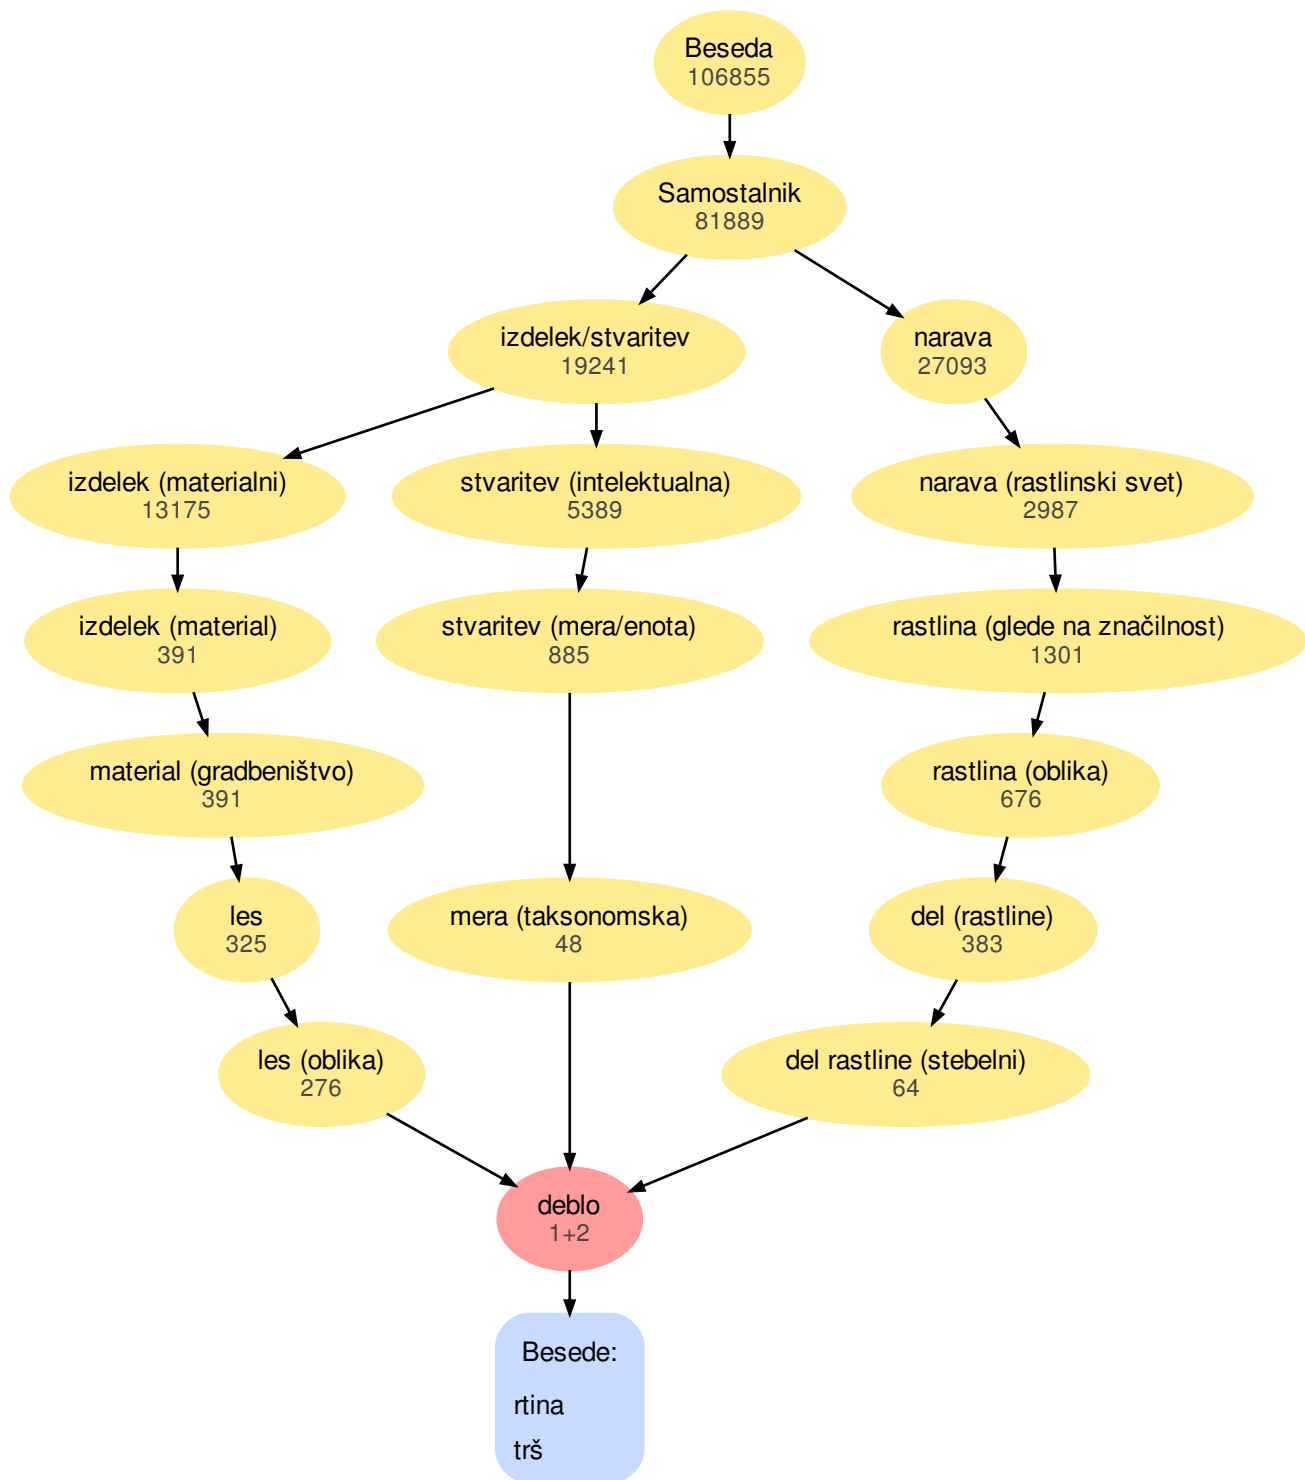 Beseda
106855
Samostalnik
81889
izdelek/stvaritev
19241
narava
27093
izdelek (materialni)
13175
stvaritev (intelektualna)
5389
narava (rastlinski svet)
2987
izdelek (material)
391
stvaritev (mera/enota)
885
rastlina (glede na značilnost)
1301
material (gradbeništvo)
391
rastlina (oblika)
676
les
325
mera (taksonomska)
48
del (rastline)
383
les (oblika)
276
del rastline (stebelni)
64
deblo
1+2
Besede:
rtina
trš